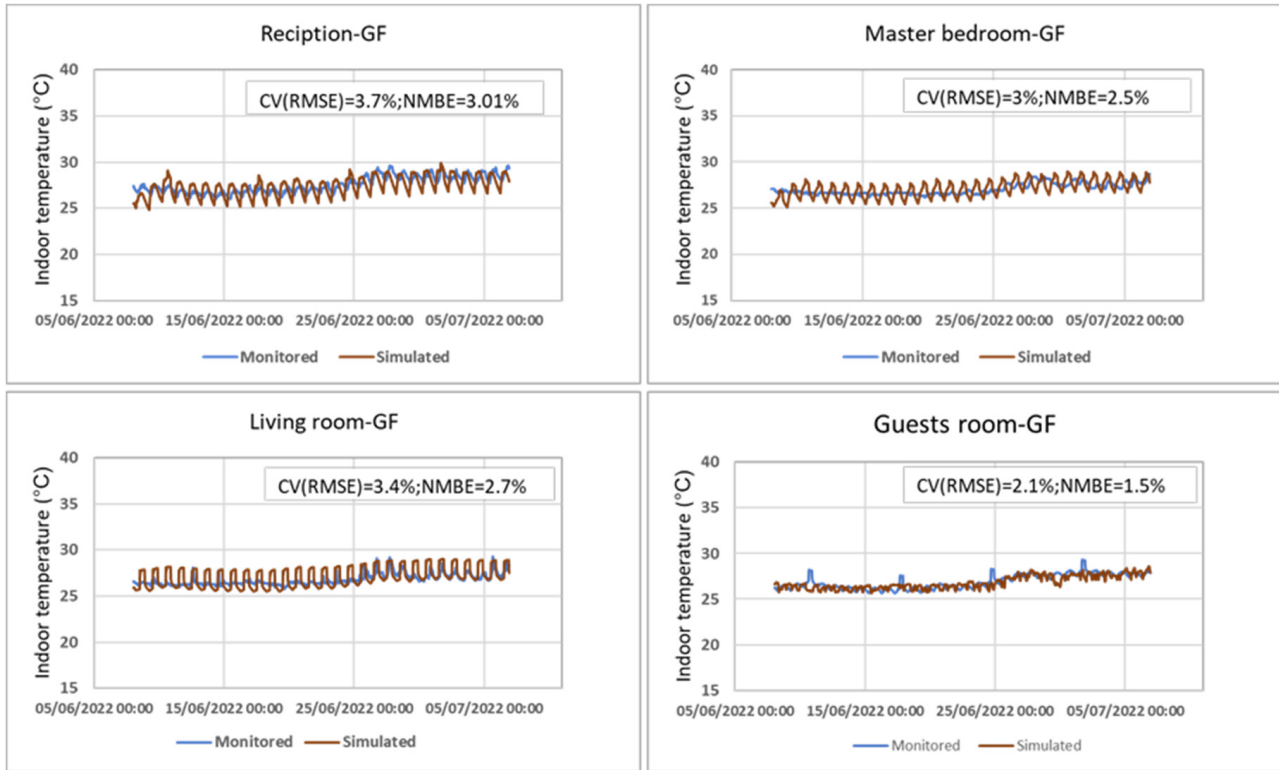 Reciption-GF
CV(RMSE)=3.7%;NMBE=3.01%
Indoor temperature (°C)
40
35
30
25
20
15
05/06/2022 00:00 15/06/2022 00:00 25/06/2022 00:00 05/07/2022 00:00
Monitored Simulated
Master bedroom-GF
CV(RMSE)=3%;NMBE=2.5%
Indoor temperature (°C)
40
35
30
25
20
15
05/06/2022 00:00 15/06/2022 00:00 25/06/2022 00:00 05/07/2022 00:00
Monitored Simulated
Living room-GF
CV(RMSE)=3.4%;NMBE=2.7%
Indoor temperature (°C)
40
35
30
25
20
15
05/06/2022 00:00 15/06/2022 00:00 25/06/2022 00:00 05/07/2022 00:00
Monitored Simulated
Guests room-GF
CV(RMSE)=2.1%;NMBE=1.5%
Indoor temperature (°C)
40
35
30
25
20
15
05/06/2022 00:00 15/06/2022 00:00 25/06/2022 00:00 05/07/2022 00:00
Monitored Simulated